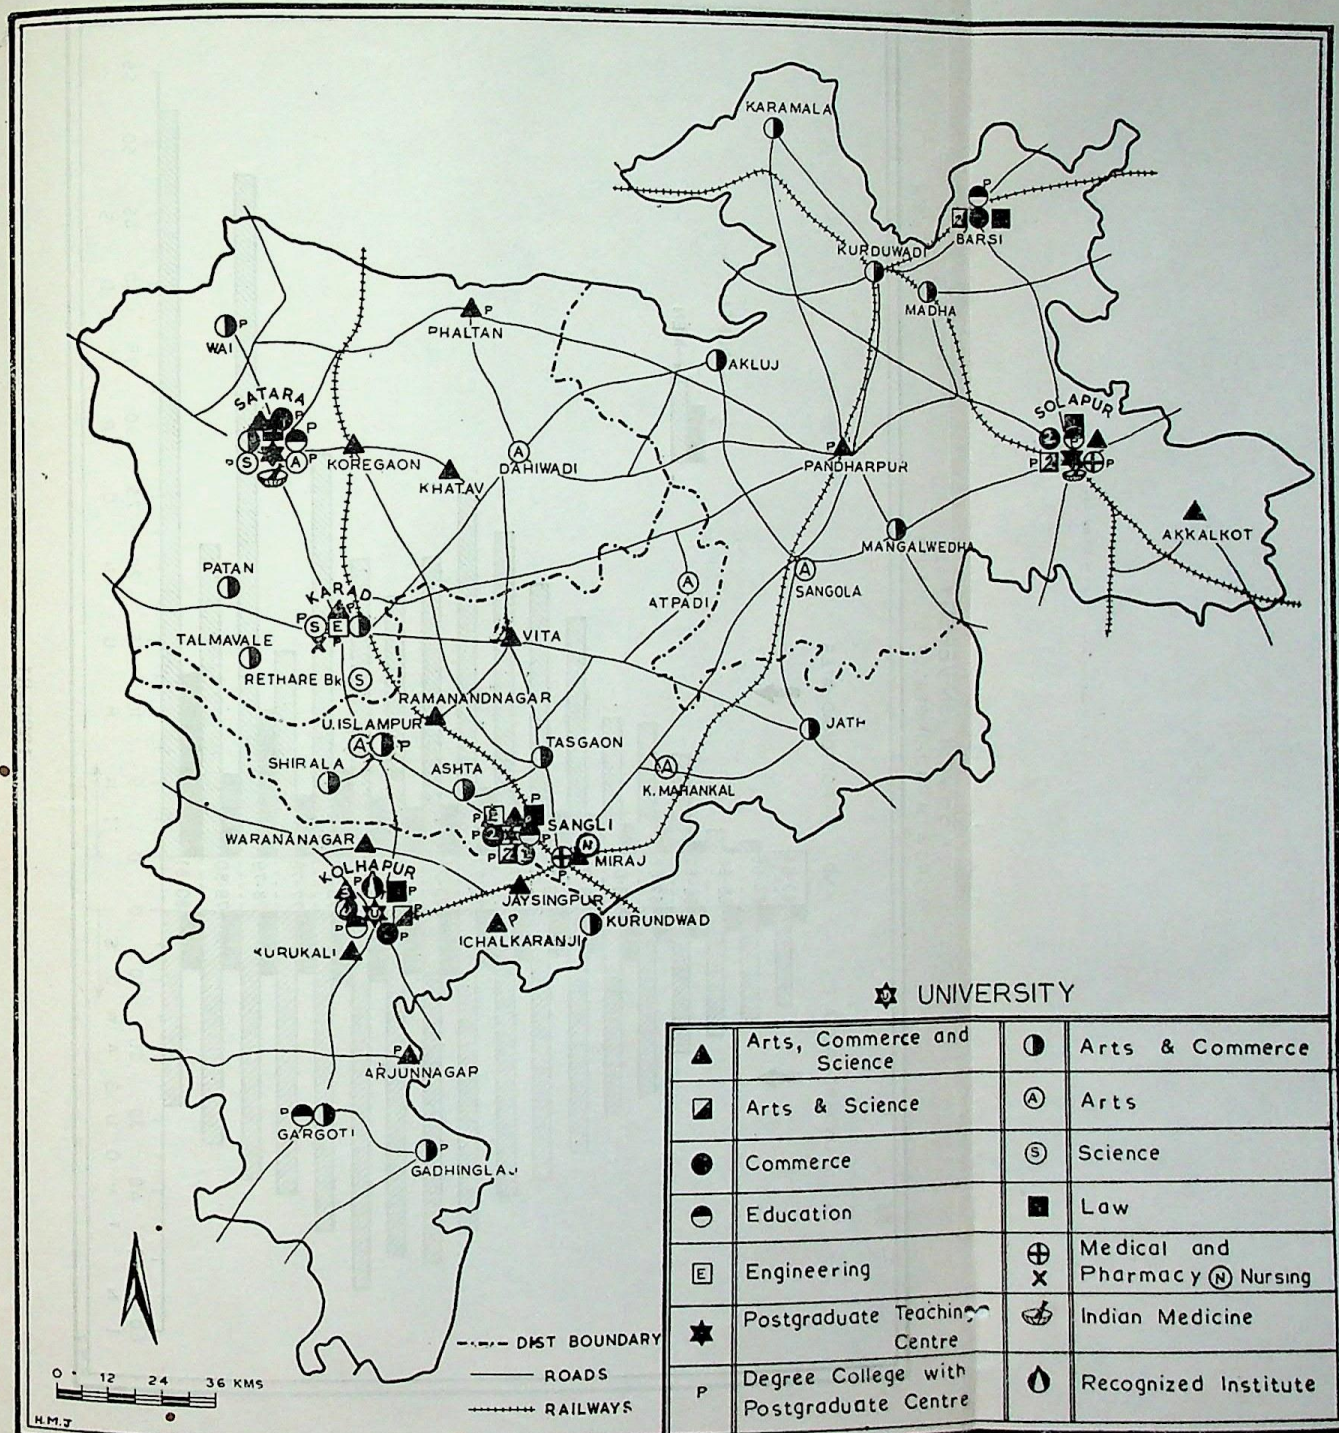 KARAMALA
P
2
BARSI
KURDUWADI
MADHA
P
PHALTAN
P
WAI
AKLUJ
SATARA
P
P
P
S
A
P
KOREGAON
KHATAV
A
DAHIWADI
P
PANDHARPUR
SOLAPUR
2
P
P
2
P
AKKALKOT
MANGALWEDHA
PATAN
KARAD
P
P
S
E
P
A
ATPADI
A
SANGOLA
TALMAVALE
VITA
RETHARE Bk
S
RAMANANDNAGAR
U.ISLAMPUR
A
P
TASGAON
JATH
SHIRALA
ASHTA
A
K. MAHANKAL
P
P
E
SANGLI
P
2
P
P
2
N
MIRAJ
P
WARANANAGAR
KOLHAPUR
P
P
JAYSINGPUR
3
U
P
P
P
P
ICHALKARANJI
KURUNDWAD
KURUKALI
P
ARJUNNAGAR
P
GARGOTI
P
GADHINGLAJ
U UNIVERSITY
Arts, Commerce and
Science
Arts & Commerce
Arts & Science
A Arts
Commerce
S Science
Education
Law
E Engineering
Medical and
X Pharmacy N Nursing
Postgraduate Teaching
Centre
Indian Medicine
P Degree College with
Postgraduate Centre
Recognized Institute
DIST BOUNDARY
ROADS
RAILWAYS
0 12 24 36 KMS
H.M.J